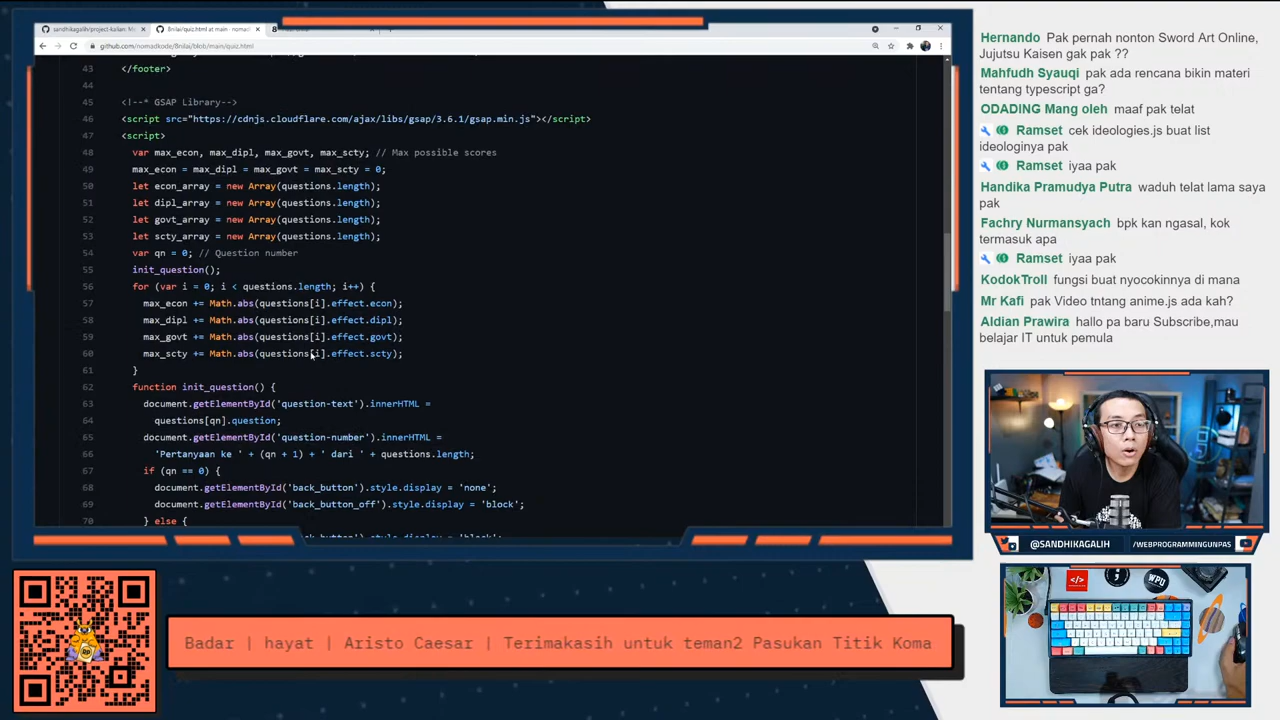 sandhikagalih/project-kalian: Me
8nilai/quiz.html at main · nomadk
github.com/nomadkode/8nilai/blob/main/quiz.html
43 </footer>
44
45 <!--* GSAP Library-->
46 <script src="https://cdnjs.cloudflare.com/ajax/libs/gsap/3.6.1/gsap.min.js"></script>
47 <script>
48 var max_econ, max_dipl, max_govt, max_scty; // Max possible scores
49 max_econ = max_dipl = max_govt = max_scty = 0;
50 let econ_array = new Array(questions.length);
51 let dipl_array = new Array(questions.length);
52 let govt_array = new Array(questions.length);
53 let scty_array = new Array(questions.length);
54 var qn = 0; // Question number
55 init_question();
56 for (var i = 0; i < questions.length; i++) {
57 max_econ += Math.abs(questions[i].effect.econ);
58 max_dipl += Math.abs(questions[i].effect.dipl);
59 max_govt += Math.abs(questions[i].effect.govt);
60 max_scty += Math.abs(questions[i].effect.scty);
61 }
62 function init_question() {
63 document.getElementById('question-text').innerHTML =
64 questions[qn].question;
65 document.getElementById('question-number').innerHTML =
66 'Pertanyaan ke ' + (qn + 1) + ' dari ' + questions.length;
67 if (qn == 0) {
68 document.getElementById('back_button').style.display = 'none';
69 document.getElementById('back_button_off').style.display = 'block';
70 } else {
Hernando Pak pernah nonton Sword Art Online,
Jujutsu Kaisen gak pak ??
Mahfudh Syauqi pak ada rencana bikin materi
tentang typescript ga?
ODADING Mang oleh maaf pak telat
Ramset cek ideologies.js buat list
ideologinya pak
Ramset iyaa pak
Handika Pramudya Putra waduh telat lama saya
pak
Fachry Nurmansyach bpk kan ngasal, kok
termasuk apa
Ramset iyaa pak
KodokTroll fungsi buat nyocokinnya di mana
Mr Kafi pak Video tntang anime.js ada kah?
Aldian Prawira hallo pa baru Subscribe,mau
belajar IT untuk pemula
@SANDHIKAGALIH /WEBPROGRAMMINGUNPAS
</> ; WPU
Badar | hayat | Aristo Caesar | Terimakasih untuk teman2 Pasukan Titik Koma